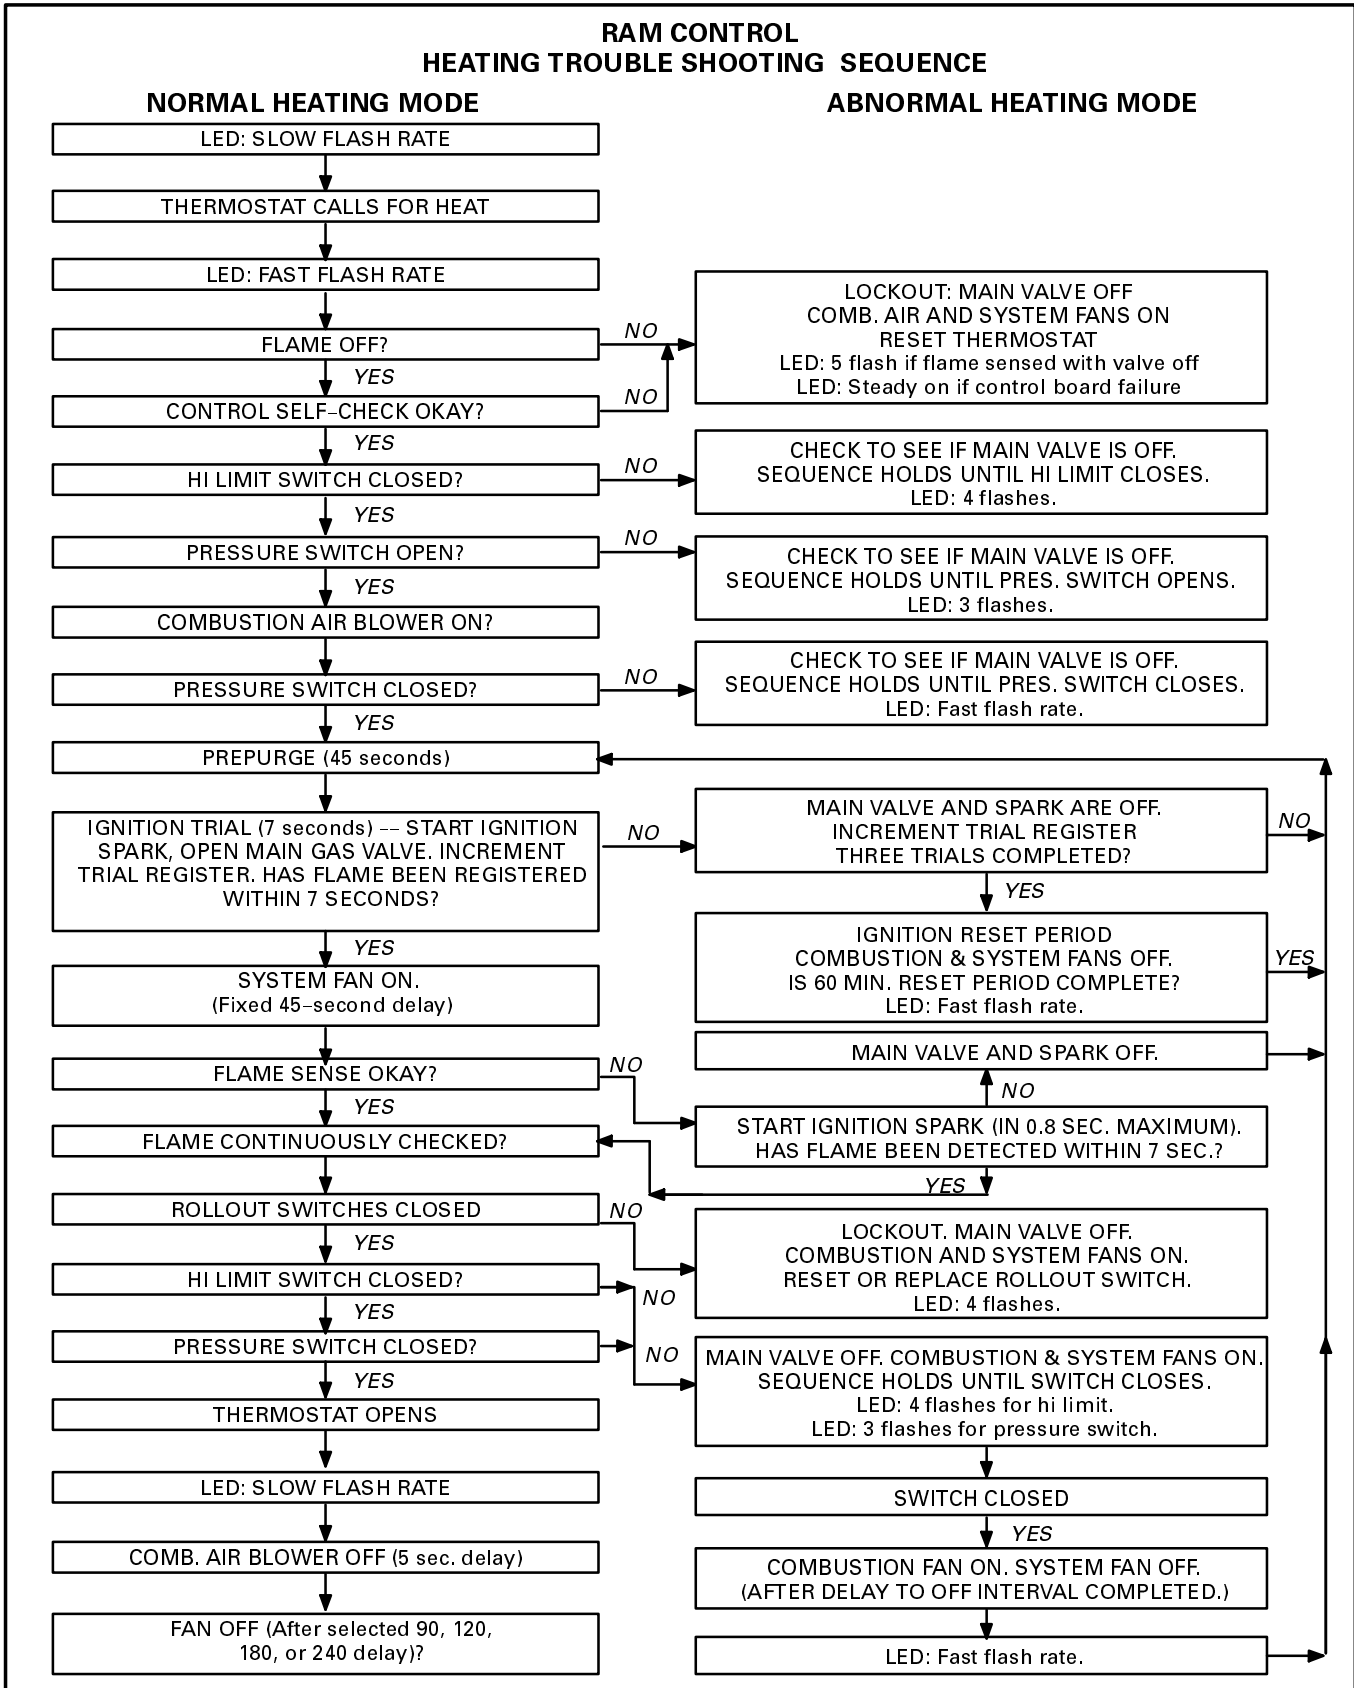 RAM CONTROL
HEATING TROUBLE SHOOTING SEQUENCE
NORMAL HEATING MODE
LED: SLOW FLASH RATE
THERMOSTAT CALLS FOR HEAT
LED: FAST FLASH RATE
FLAME OFF?
NO
YES
CONTROL SELF–CHECK OKAY?
NO
YES
HI LIMIT SWITCH CLOSED?
NO
YES
PRESSURE SWITCH OPEN?
NO
YES
COMBUSTION AIR BLOWER ON?
PRESSURE SWITCH CLOSED?
NO
YES
PREPURGE (45 seconds)
IGNITION TRIAL (7 seconds) –– START IGNITION
SPARK, OPEN MAIN GAS VALVE. INCREMENT
TRIAL REGISTER. HAS FLAME BEEN REGISTERED
WITHIN 7 SECONDS?
NO
YES
SYSTEM FAN ON.
(Fixed 45–second delay)
FLAME SENSE OKAY?
NO
YES
FLAME CONTINUOUSLY CHECKED?
ROLLOUT SWITCHES CLOSED
NO
YES
HI LIMIT SWITCH CLOSED?
NO
YES
PRESSURE SWITCH CLOSED?
NO
YES
THERMOSTAT OPENS
LED: SLOW FLASH RATE
COMB. AIR BLOWER OFF (5 sec. delay)
FAN OFF (After selected 90, 120,
180, or 240 delay)?
ABNORMAL HEATING MODE
LOCKOUT: MAIN VALVE OFF
COMB. AIR AND SYSTEM FANS ON
RESET THERMOSTAT
LED: 5 flash if flame sensed with valve off
LED: Steady on if control board failure
CHECK TO SEE IF MAIN VALVE IS OFF.
SEQUENCE HOLDS UNTIL HI LIMIT CLOSES.
LED: 4 flashes.
CHECK TO SEE IF MAIN VALVE IS OFF.
SEQUENCE HOLDS UNTIL PRES. SWITCH OPENS.
LED: 3 flashes.
CHECK TO SEE IF MAIN VALVE IS OFF.
SEQUENCE HOLDS UNTIL PRES. SWITCH CLOSES.
LED: Fast flash rate.
MAIN VALVE AND SPARK ARE OFF.
INCREMENT TRIAL REGISTER
THREE TRIALS COMPLETED?
NO
YES
IGNITION RESET PERIOD
COMBUSTION & SYSTEM FANS OFF.
IS 60 MIN. RESET PERIOD COMPLETE?
LED: Fast flash rate.
YES
MAIN VALVE AND SPARK OFF.
NO
START IGNITION SPARK (IN 0.8 SEC. MAXIMUM).
HAS FLAME BEEN DETECTED WITHIN 7 SEC.?
YES
LOCKOUT. MAIN VALVE OFF.
COMBUSTION AND SYSTEM FANS ON.
RESET OR REPLACE ROLLOUT SWITCH.
LED: 4 flashes.
MAIN VALVE OFF. COMBUSTION & SYSTEM FANS ON.
SEQUENCE HOLDS UNTIL SWITCH CLOSES.
LED: 4 flashes for hi limit.
LED: 3 flashes for pressure switch.
SWITCH CLOSED
YES
COMBUSTION FAN ON. SYSTEM FAN OFF.
(AFTER DELAY TO OFF INTERVAL COMPLETED.)
LED: Fast flash rate.